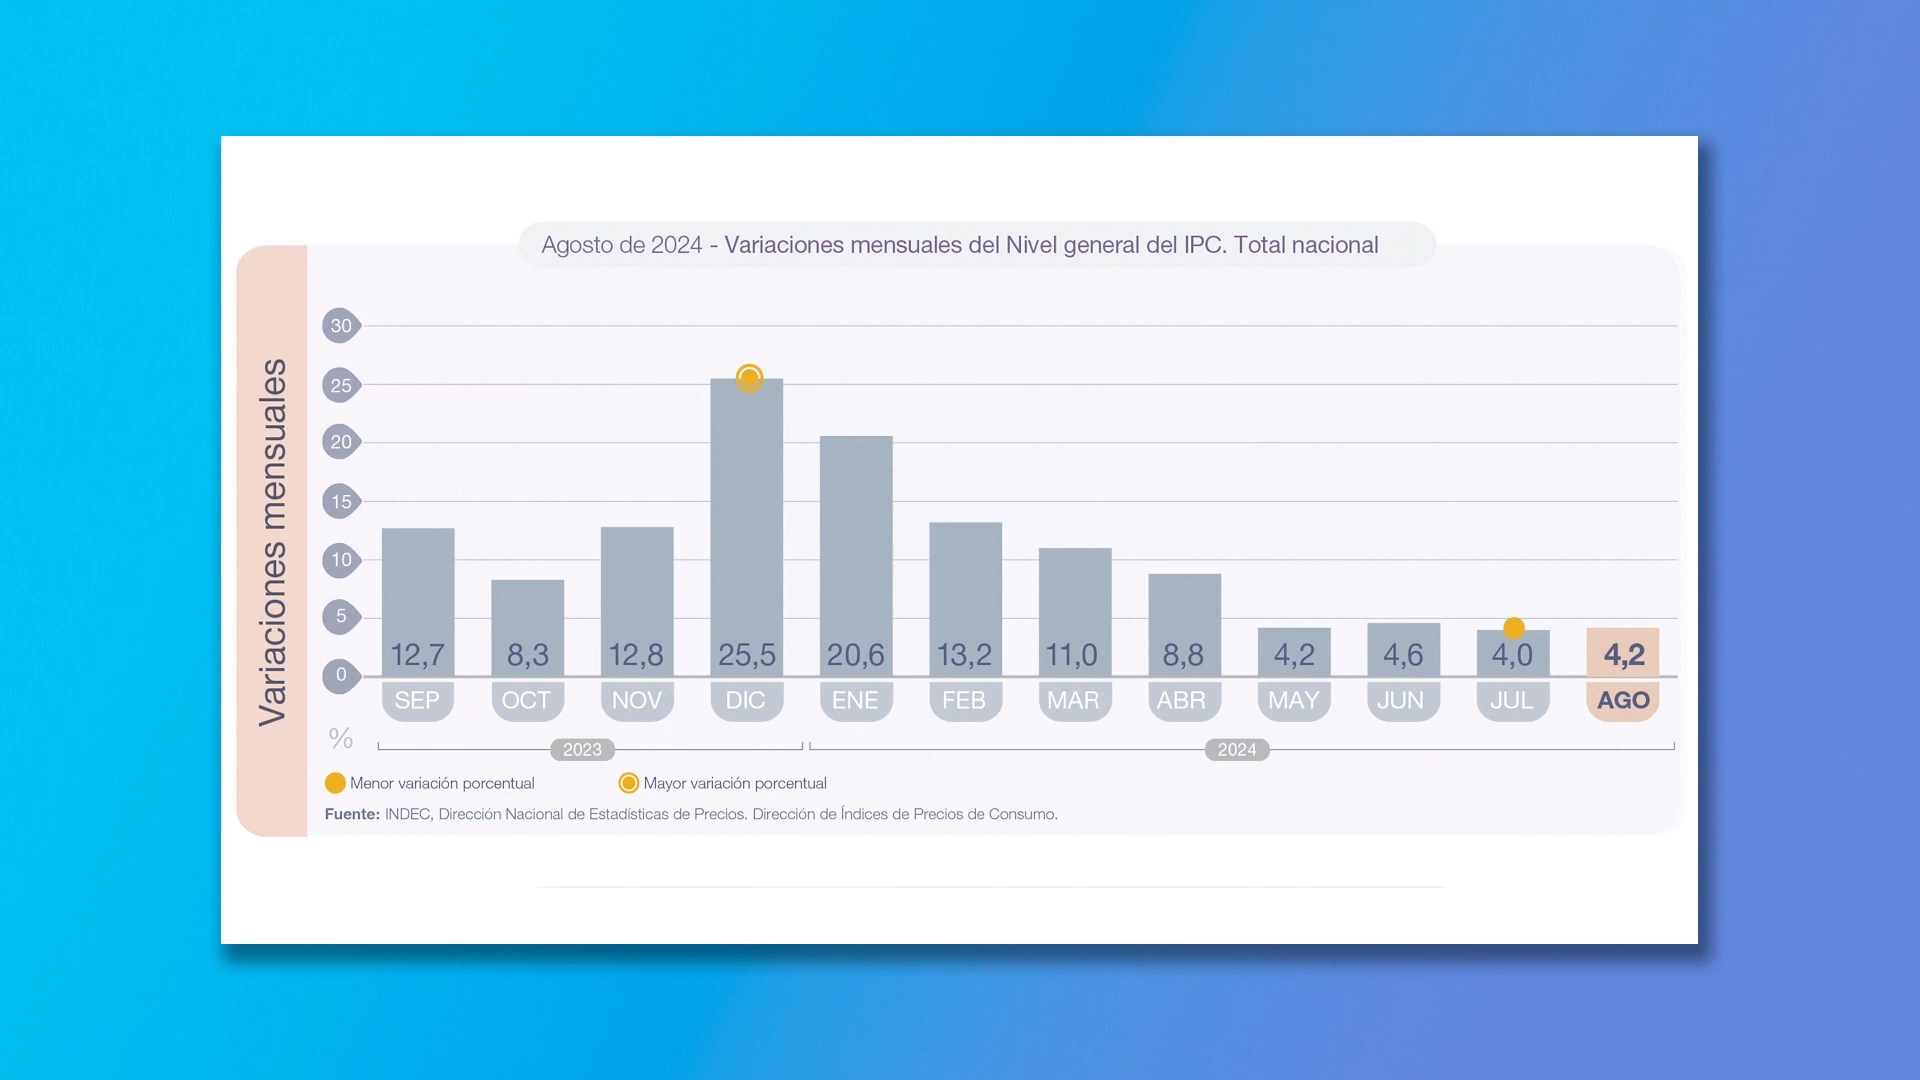 Agosto de 2024 - Variaciones mensuales del Nivel general del IPC. Total nacional
Variaciones mensuales
30
25
20
15
10
5
0
%
12,7 8,3 12,8 25,5 20,6 13,2 11,0 8,8 4,2 4,6 4,0 4,2
SEP OCT NOV DIC ENE FEB MAR ABR MAY JUN JUL AGO
2023 2024
Menor variación porcentual Mayor variación porcentual
Fuente: INDEC, Dirección Nacional de Estadísticas de Precios. Dirección de Índices de Precios de Consumo.